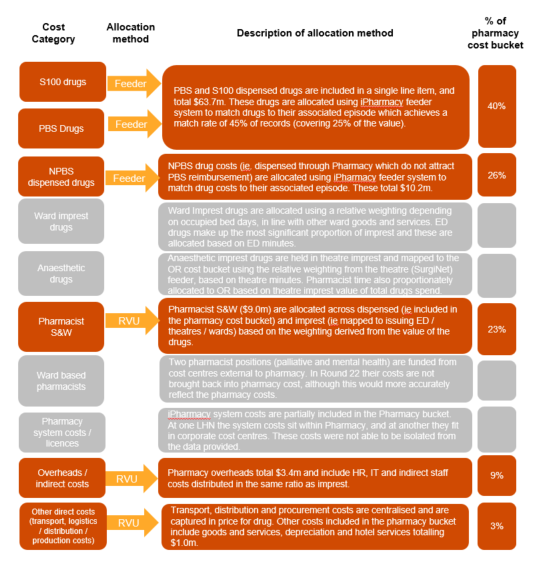 Cost
Category
Allocation
method
Description of allocation method
% of
pharmacy
cost bucket
S100 drugs
Feeder
PBS Drugs
Feeder
PBS and S100 dispensed drugs are included in a single line item, and
total $63.7m. These drugs are allocated using iPharmacy feeder
system to match drugs to their associated episode which achieves a
match rate of 45% of records (covering 25% of the value).
40%
NPBS
dispensed drugs
Feeder
NPBS drug costs (ie. dispensed through Pharmacy which do not attract
PBS reimbursement) are allocated using iPharmacy feeder system to
match drug costs to their associated episode. These total $10.2m.
26%
Ward imprest
drugs
Ward Imprest drugs are allocated using a relative weighting depending
on occupied bed days, in line with other ward goods and services. ED
drugs make up the most significant proportion of imprest and these are
allocated based on ED minutes.
Anaesthetic
drugs
Anaesthetic imprest drugs are held in theatre imprest and mapped to the
OR cost bucket using the relative weighting from the theatre (SurgiNet)
feeder, based on theatre minutes. Pharmacist time also proportionately
allocated to OR based on theatre imprest value of total drugs spend.
Pharmacist
S&W
RVU
Pharmacist S&W ($9.0m) are allocated across dispensed (ie included in
the pharmacy cost bucket) and imprest (ie mapped to issuing ED /
theatres / wards) based on the weighting derived from the value of the
drugs.
23%
Ward based
pharmacists
Two pharmacist positions (palliative and mental health) are funded from
cost centres external to pharmacy. In Round 22 their costs are not
brought back into pharmacy cost, although this would more accurately
reflect the pharmacy costs.
Pharmacy
system costs /
licences
iPharmacy system costs are partially included in the Pharmacy bucket.
At one LHN the system costs sit within Pharmacy, and at another they fit
in corporate cost centres. These costs were not able to be isolated from
the data provided.
Overheads /
indirect costs
RVU
Pharmacy overheads total $3.4m and include HR, IT and indirect staff
costs distributed in the same ratio as imprest.
9%
Other direct costs
(transport, logistics
/ distribution /
production costs)
RVU
Transport, distribution and procurement costs are centralised and are
captured in price for drug. Other costs included in the pharmacy bucket
include goods and services, depreciation and hotel services totalling
$1.0m.
3%